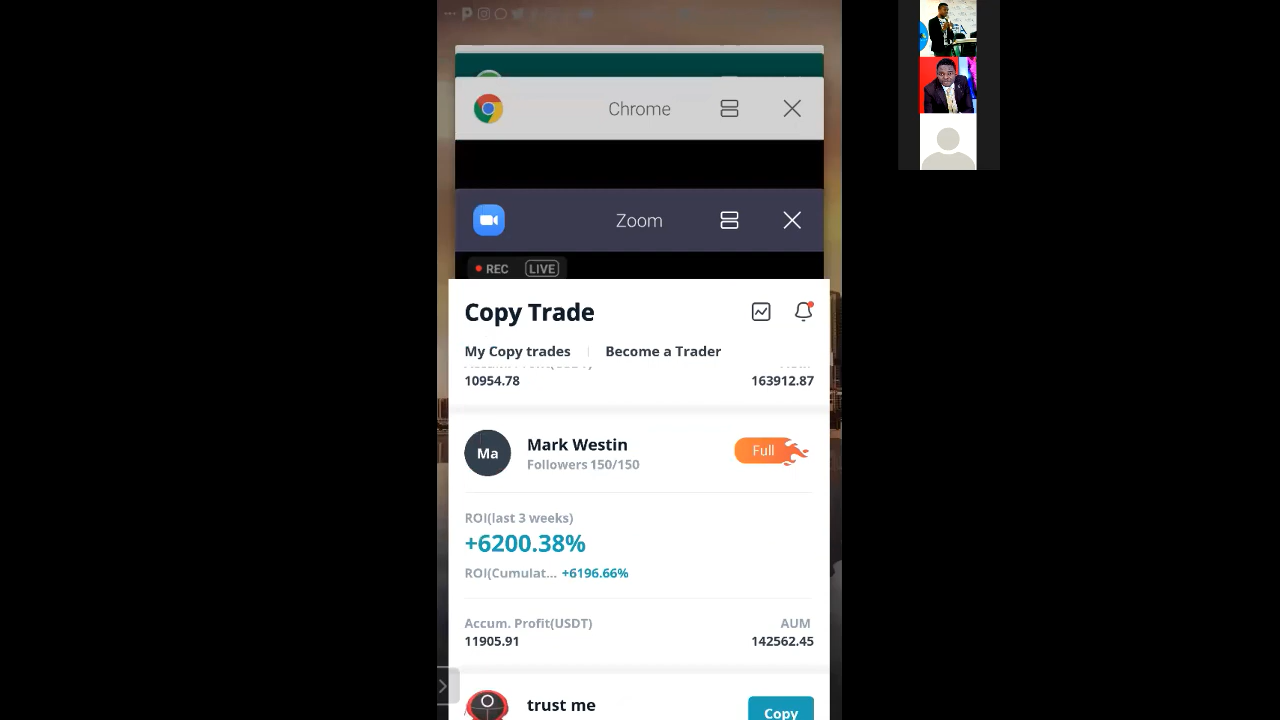 Chrome
Zoom
REC LIVE
Copy Trade
My Copy trades Become a Trader
10954.78 163912.87
Ma Mark Westin Full
Followers 150/150
ROI(last 3 weeks)
+6200.38%
ROI(Cumulat... +6196.66%
Accum. Profit(USDT) AUM
11905.91 142562.45
trust me Copy